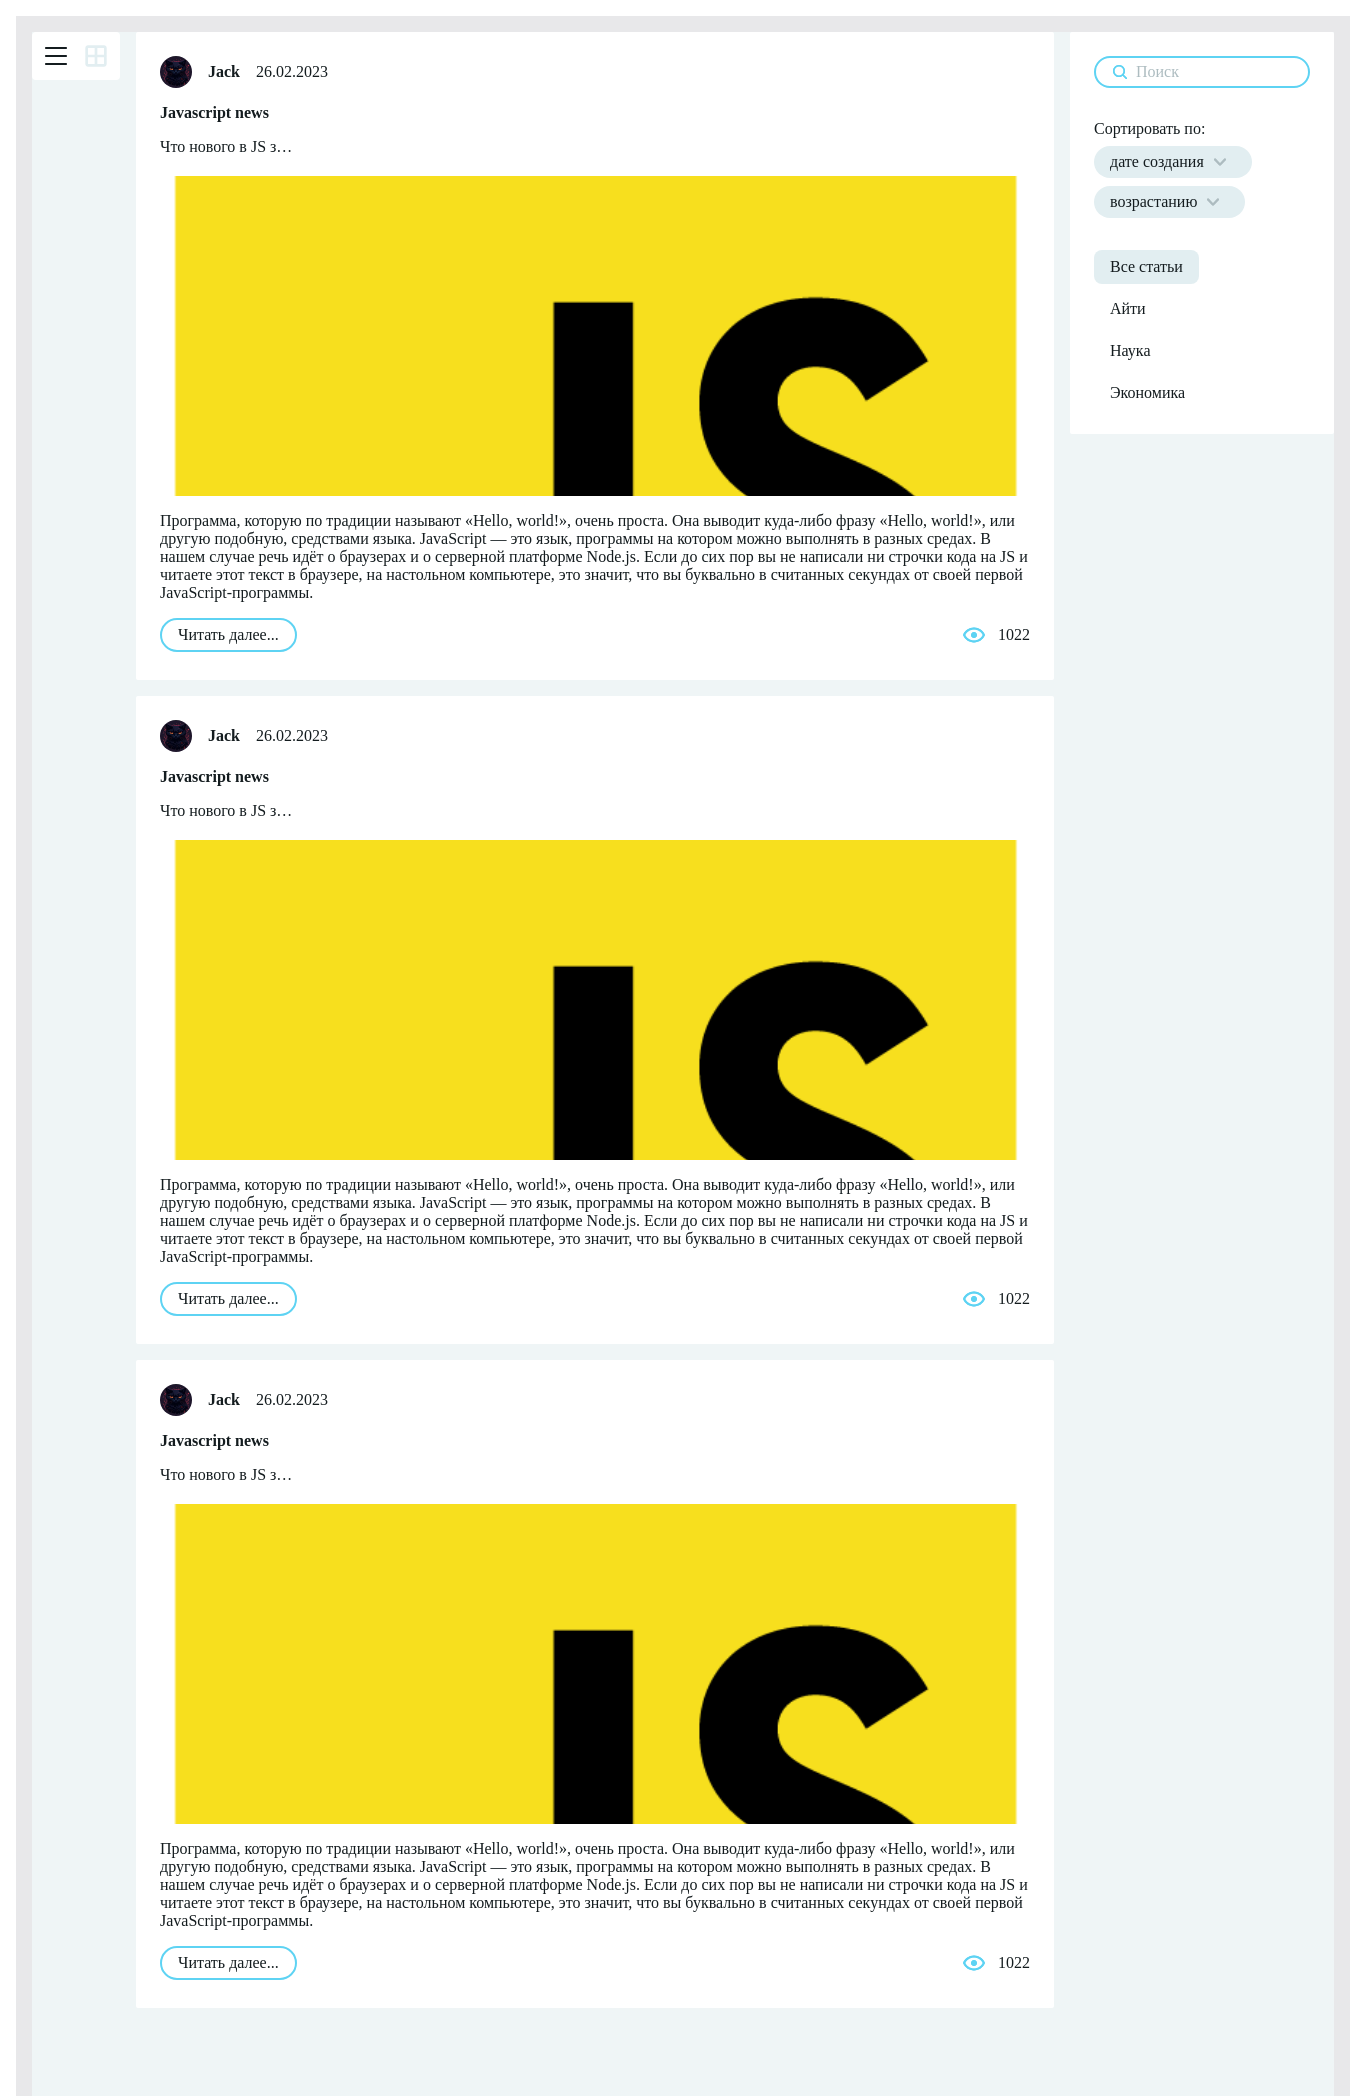 Jack 26.02.2023
Javascript news
Что нового в JS з…
JS
Программа, которую по традиции называют «Hello, world!», очень проста. Она выводит куда-либо фразу «Hello, world!», или
другую подобную, средствами языка. JavaScript — это язык, программы на котором можно выполнять в разных средах. В
нашем случае речь идёт о браузерах и о серверной платформе Node.js. Если до сих пор вы не написали ни строчки кода на JS и
читаете этот текст в браузере, на настольном компьютере, это значит, что вы буквально в считанных секундах от своей первой
JavaScript-программы.
Читать далее... 1022
Jack 26.02.2023
Javascript news
Что нового в JS з…
JS
Программа, которую по традиции называют «Hello, world!», очень проста. Она выводит куда-либо фразу «Hello, world!», или
другую подобную, средствами языка. JavaScript — это язык, программы на котором можно выполнять в разных средах. В
нашем случае речь идёт о браузерах и о серверной платформе Node.js. Если до сих пор вы не написали ни строчки кода на JS и
читаете этот текст в браузере, на настольном компьютере, это значит, что вы буквально в считанных секундах от своей первой
JavaScript-программы.
Читать далее... 1022
Jack 26.02.2023
Javascript news
Что нового в JS з…
JS
Программа, которую по традиции называют «Hello, world!», очень проста. Она выводит куда-либо фразу «Hello, world!», или
другую подобную, средствами языка. JavaScript — это язык, программы на котором можно выполнять в разных средах. В
нашем случае речь идёт о браузерах и о серверной платформе Node.js. Если до сих пор вы не написали ни строчки кода на JS и
читаете этот текст в браузере, на настольном компьютере, это значит, что вы буквально в считанных секундах от своей первой
JavaScript-программы.
Читать далее... 1022
Поиск
Сортировать по:
дате создания
возрастанию
Все статьи
Айти
Наука
Экономика